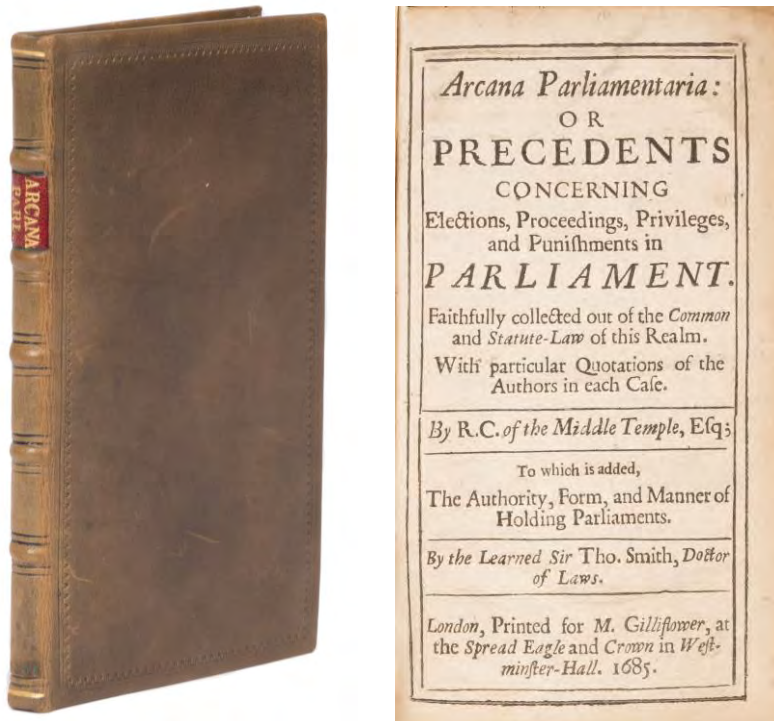 ARCANA
PARL
Arcana Parliamentaria:
OR
PRECEDENTS
CONCERNING
Elections, Proceedings, Privileges,
and Puniſhments in
PARLIAMENT.
Faithfully collected out of the Common
and Statute-Law of this Realm.
With particular Quotations of the
Authors in each Caſe.
By R.C. of the Middle Temple, Eſq;
To which is added,
The Authority, Form, and Manner of
Holding Parliaments.
By the Learned Sir Tho. Smith, Doctor
of Laws.
London, Printed for M. Gilliflower, at
the Spread Eagle and Crown in Weſt-
minſter-Hall. 1685.